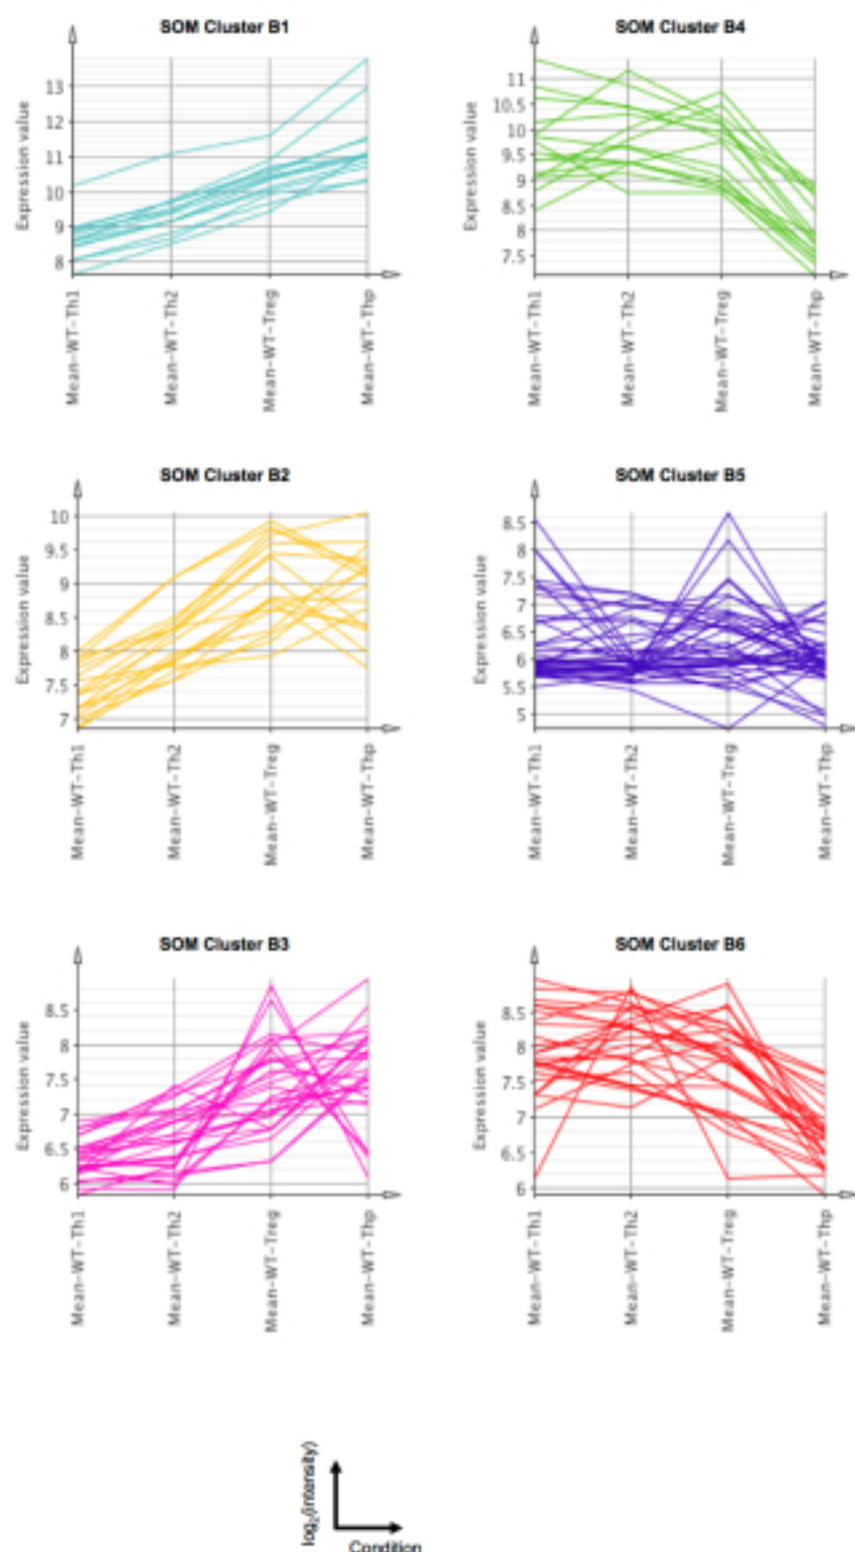 SOM Cluster B1
Expression value
13
12
11
10
9
8
Mean-WT-Th1
Mean-WT-Th2
Mean-WT-Treg
Mean-WT-Thp
SOM Cluster B4
Expression value
11
10.5
10
9.5
9
8.5
8
7.5
Mean-WT-Th1
Mean-WT-Th2
Mean-WT-Treg
Mean-WT-Thp
SOM Cluster B2
Expression value
10
9.5
9
8.5
8
7.5
7
Mean-WT-Th1
Mean-WT-Th2
Mean-WT-Treg
Mean-WT-Thp
SOM Cluster B5
Expression value
8.5
8
7.5
7
6.5
6
5.5
5
Mean-WT-Th1
Mean-WT-Th2
Mean-WT-Treg
Mean-WT-Thp
SOM Cluster B3
Expression value
8.5
8
7.5
7
6.5
6
Mean-WT-Th1
Mean-WT-Th2
Mean-WT-Treg
Mean-WT-Thp
SOM Cluster B6
Expression value
8.5
8
7.5
7
6.5
6
Mean-WT-Th1
Mean-WT-Th2
Mean-WT-Treg
Mean-WT-Thp
log₂(intensity)
Condition